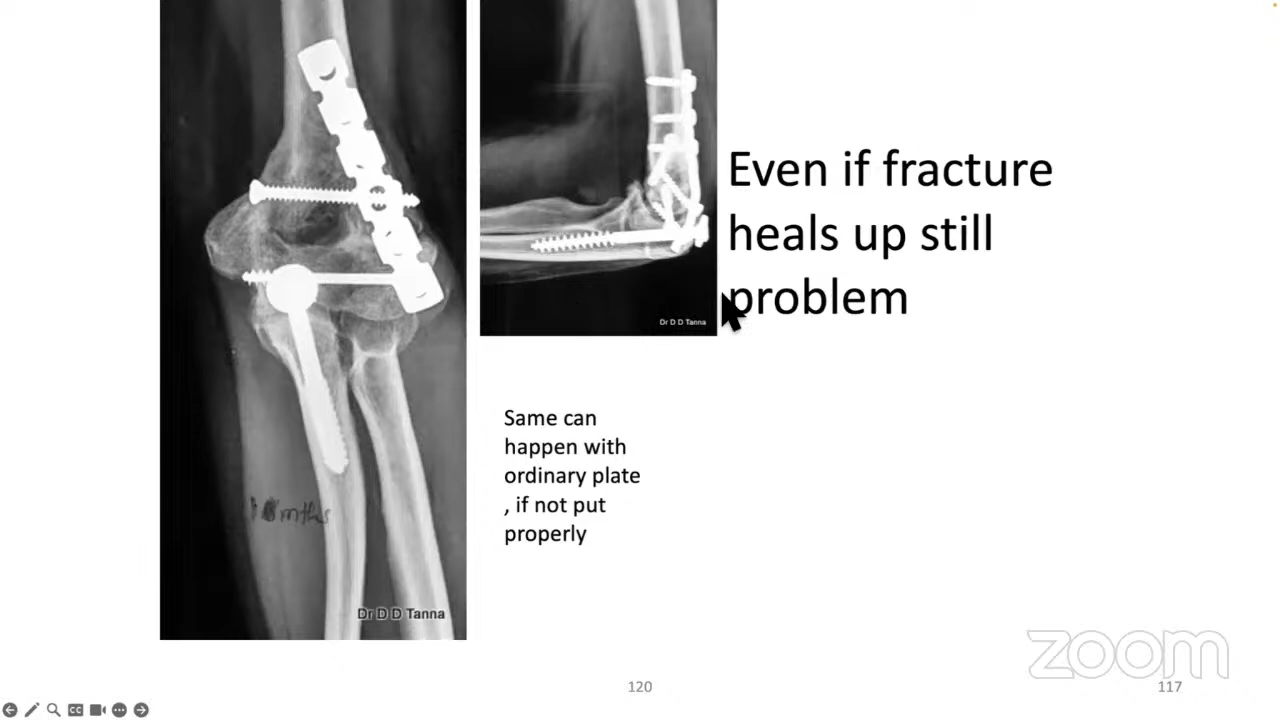 Even if fracture
heals up still
problem
Dr D D Tanna
Same can
happen with
ordinary plate
, if not put
properly
mths
Dr D D Tanna
zoom
120
117